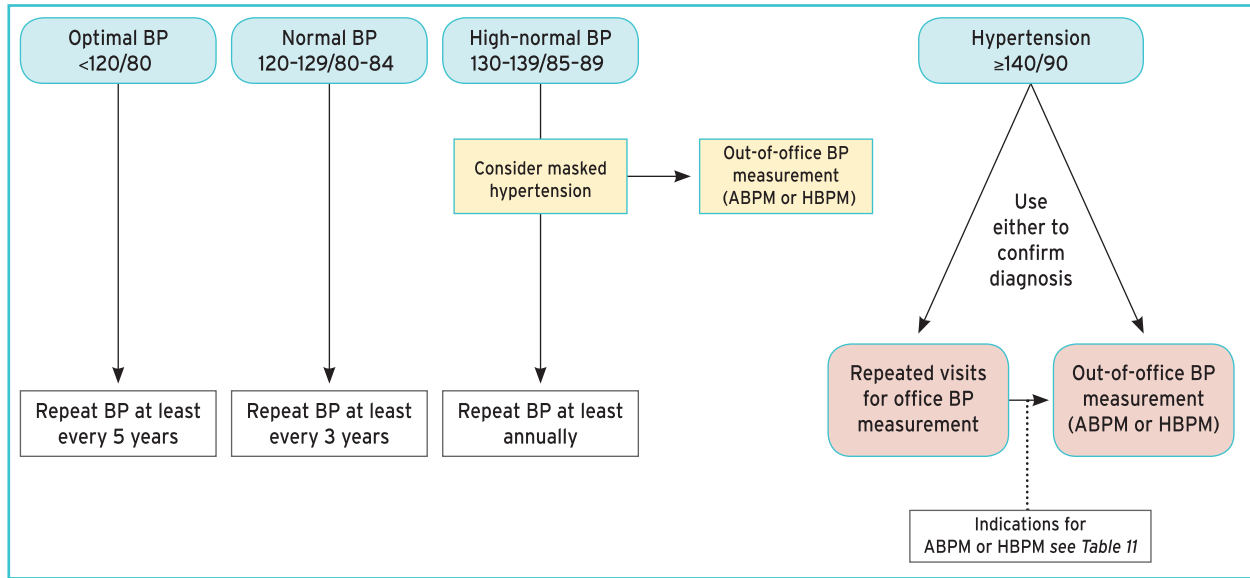 Optimal BP
<120/80
Normal BP
120–129/80–84
High–normal BP
130–139/85–89
Hypertension
≥140/90
Consider masked
hypertension
Out-of-office BP
measurement
(ABPM or HBPM)
Use
either to
confirm
diagnosis
Repeat BP at least
every 5 years
Repeat BP at least
every 3 years
Repeat BP at least
annually
Repeated visits
for office BP
measurement
Out-of-office BP
measurement
(ABPM or HBPM)
Indications for
ABPM or HBPM see Table 11